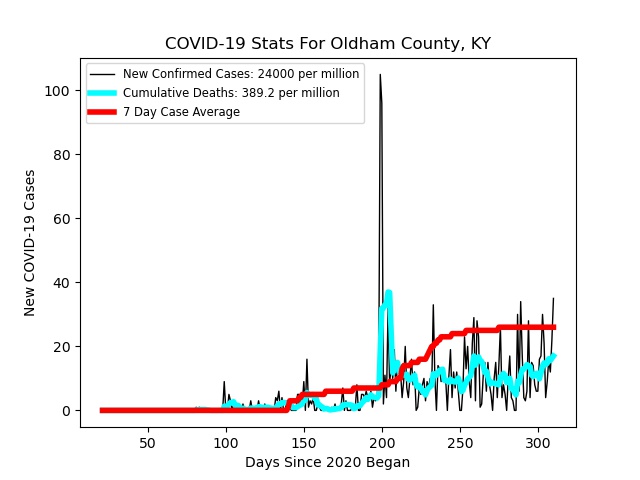 COVID-19 Stats For Oldham County, KY
New Confirmed Cases: 24000 per million
Cumulative Deaths: 389.2 per million
7 Day Case Average
New COVID-19 Cases
100
80
60
40
20
0
50 100 150 200 250 300
Days Since 2020 Began